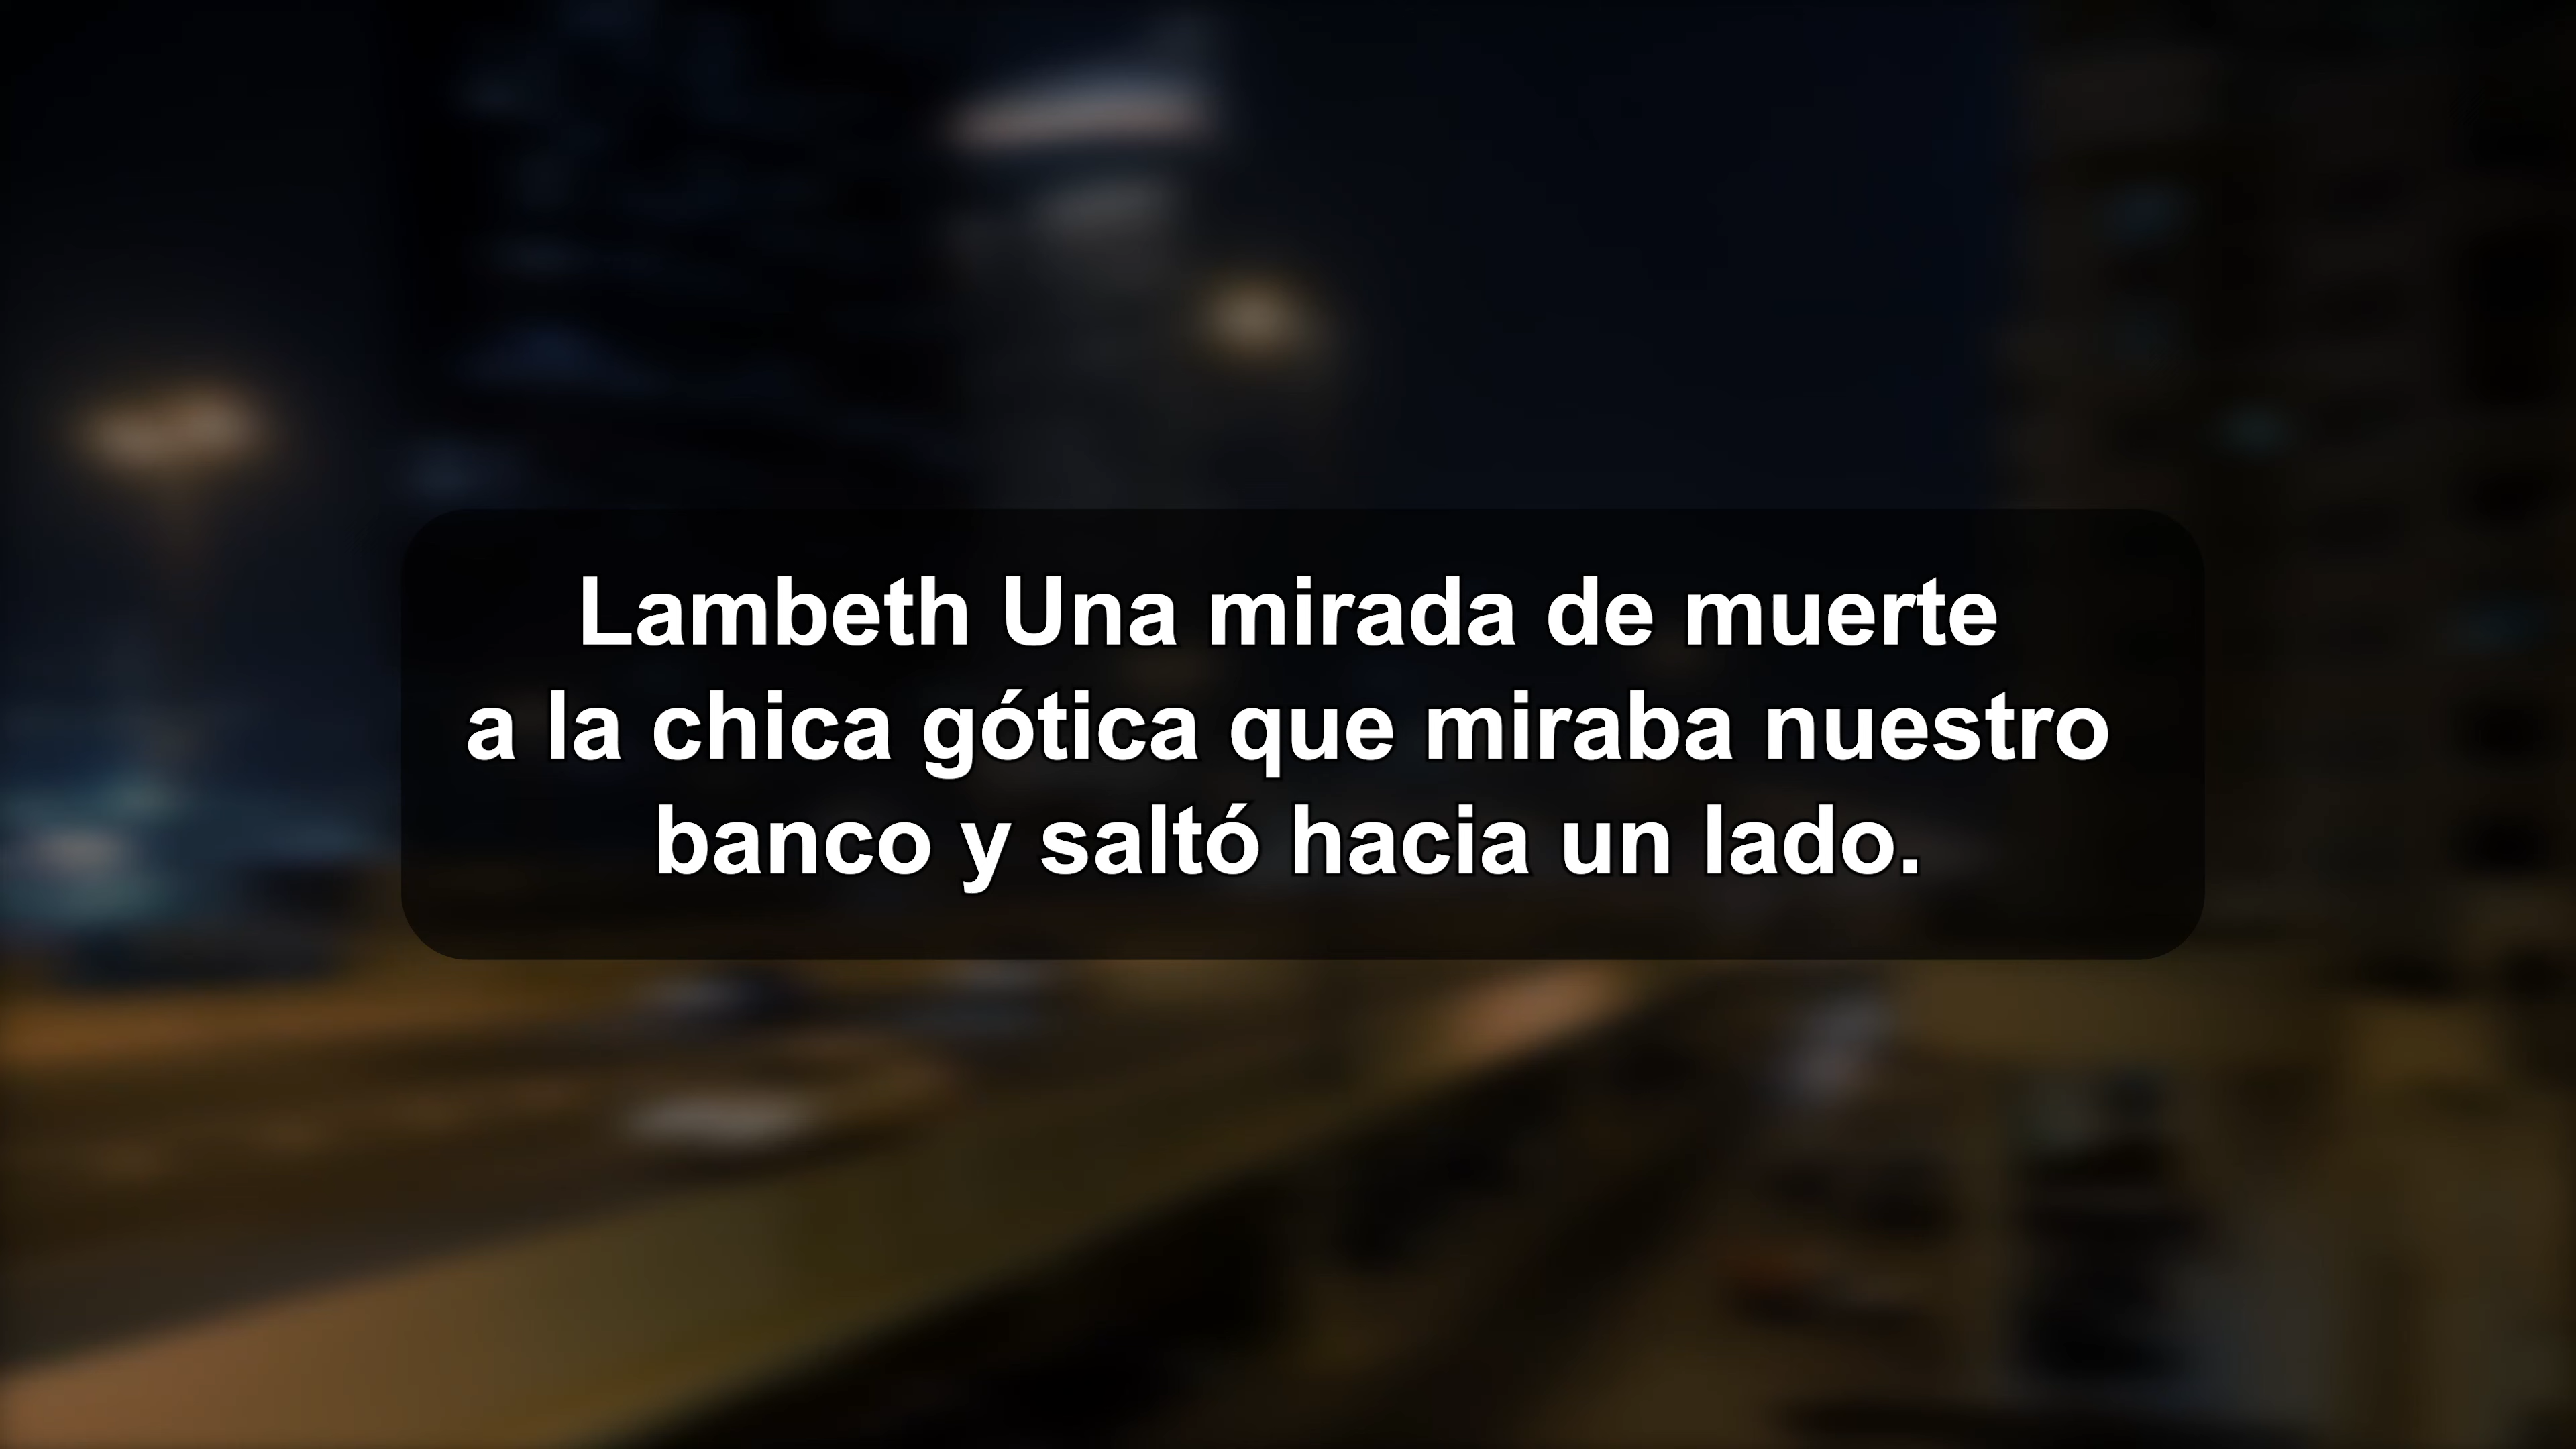 Lambeth Una mirada de muerte
a la chica gótica que miraba nuestro
banco y saltó hacia un lado.